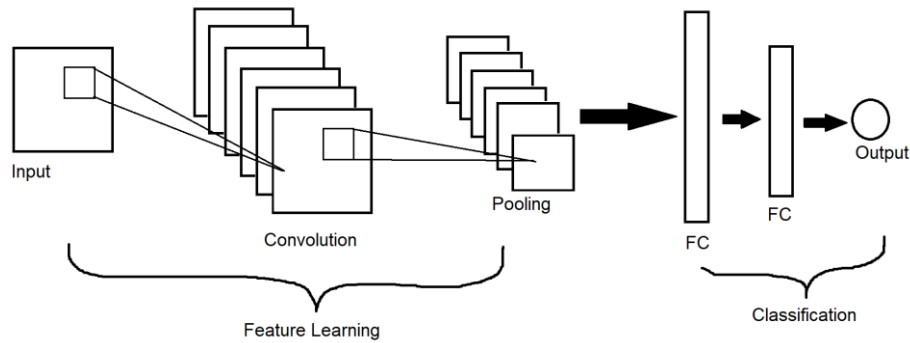 Input
Convolution
Pooling
FC
FC
Output
Feature Learning
Classification